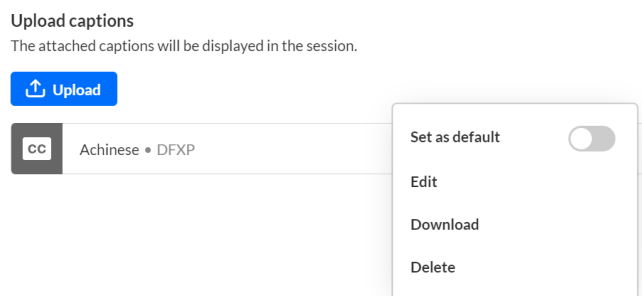 Upload captions
The attached captions will be displayed in the session.
Upload
CC Achinese • DFXP
Set as default
Edit
Download
Delete